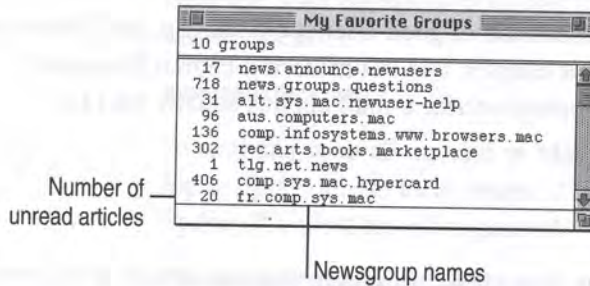 My Favorite Groups
10 groups
17 news.announce.newusers
718 news.groups.questions
31 alt.sys.mac.newuser-help
96 aus.computers.mac
136 comp.infosystems.www.browsers.mac
302 rec.arts.books.marketplace
1 tlg.net.news
406 comp.sys.mac.hypercard
20 fr.comp.sys.mac
Number of
unread articles
Newsgroup names